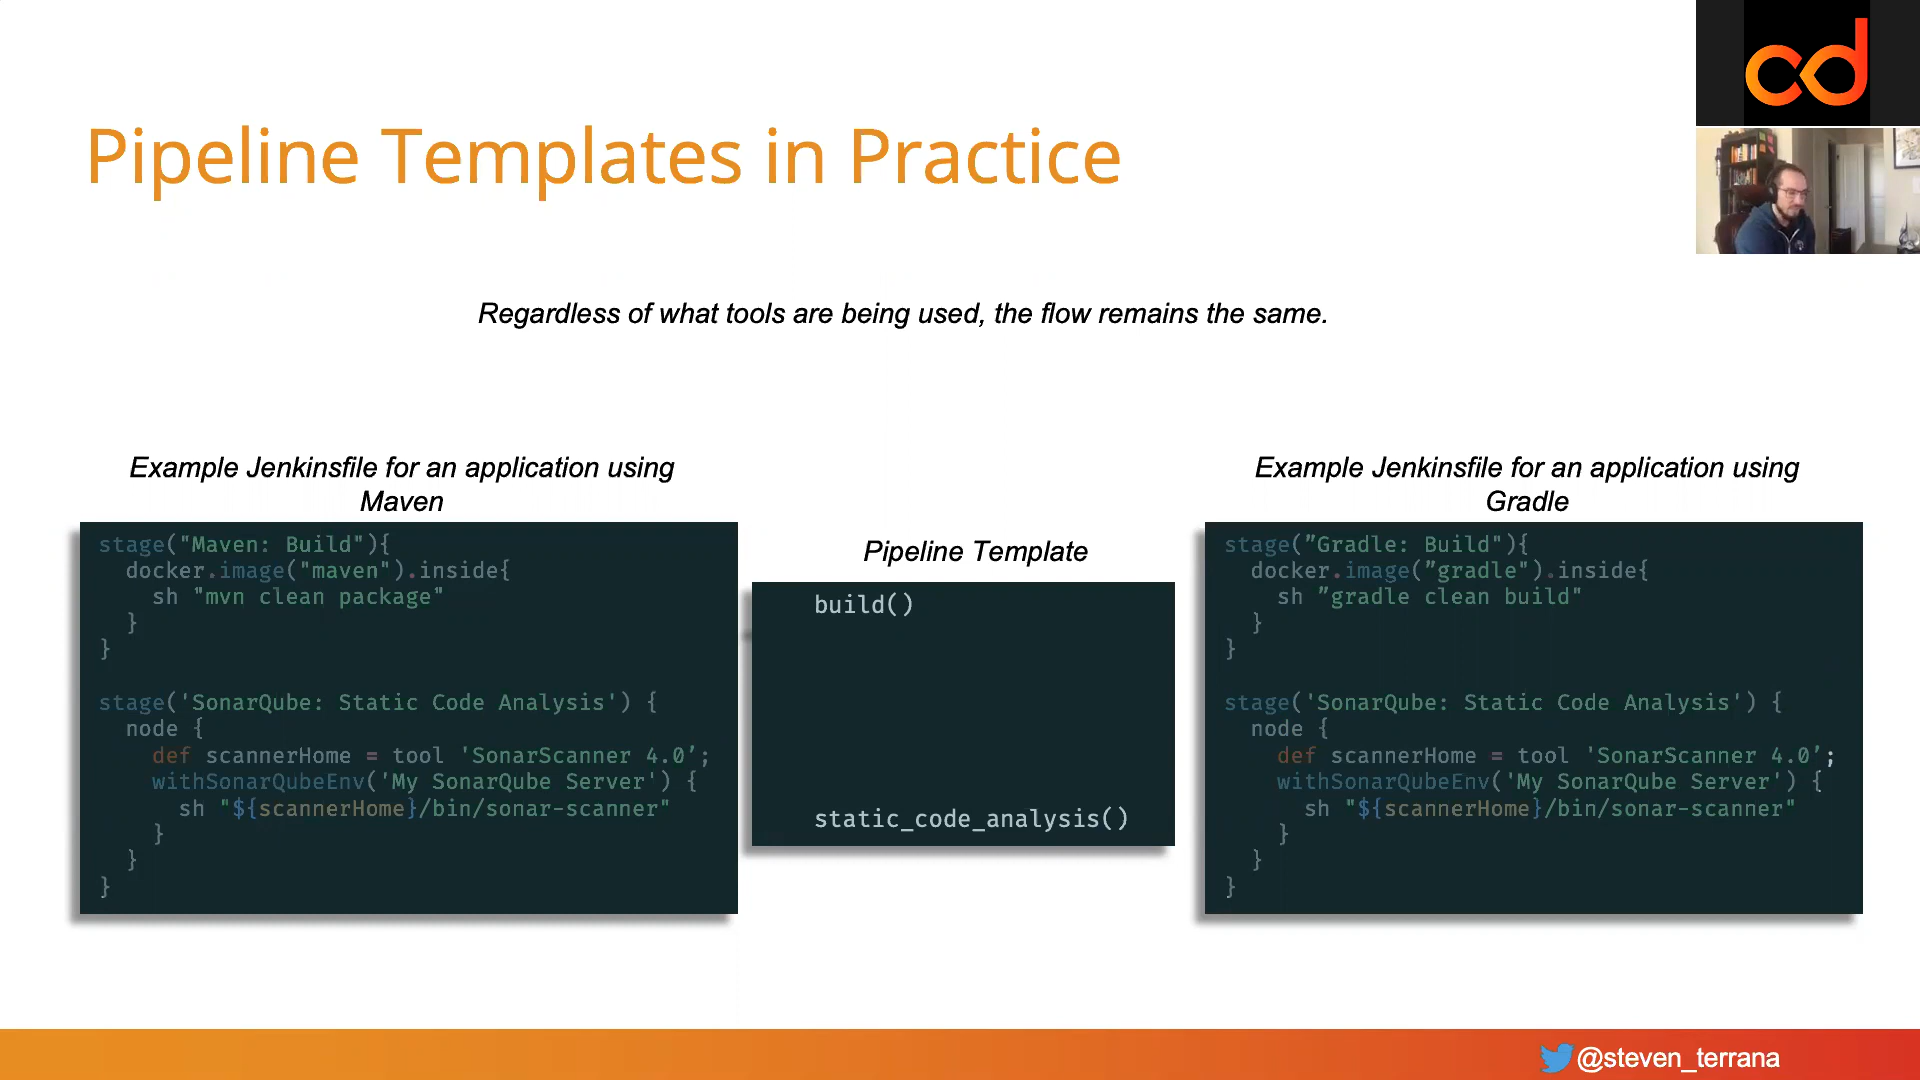 cd
Pipeline Templates in Practice
Regardless of what tools are being used, the flow remains the same.
Example Jenkinsfile for an application using
Maven
stage("Maven: Build"){
  docker.image("maven").inside{
    sh "mvn clean package"
  }
}
stage('SonarQube: Static Code Analysis') {
  node {
    def scannerHome = tool 'SonarScanner 4.0’;
    withSonarQubeEnv('My SonarQube Server') {
      sh "${scannerHome}/bin/sonar-scanner"
    }
  }
}
Pipeline Template
build()
static_code_analysis()
Example Jenkinsfile for an application using
Gradle
stage(”Gradle: Build"){
  docker.image(”gradle").inside{
    sh ”gradle clean build"
  }
}
stage('SonarQube: Static Code Analysis') {
  node {
    def scannerHome = tool 'SonarScanner 4.0’;
    withSonarQubeEnv('My SonarQube Server') {
      sh "${scannerHome}/bin/sonar-scanner"
    }
  }
}
@steven_terrana